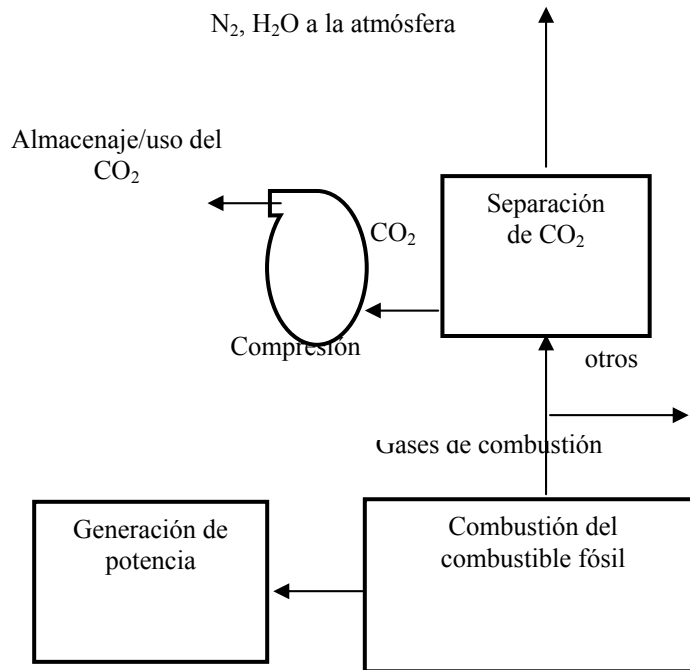 N₂, H₂O a la atmósfera
Almacenaje/uso del
CO₂
Separación
de CO₂
CO₂
Compresión
otros
Gases de combustión
Generación de
potencia
Combustión del
combustible fósil